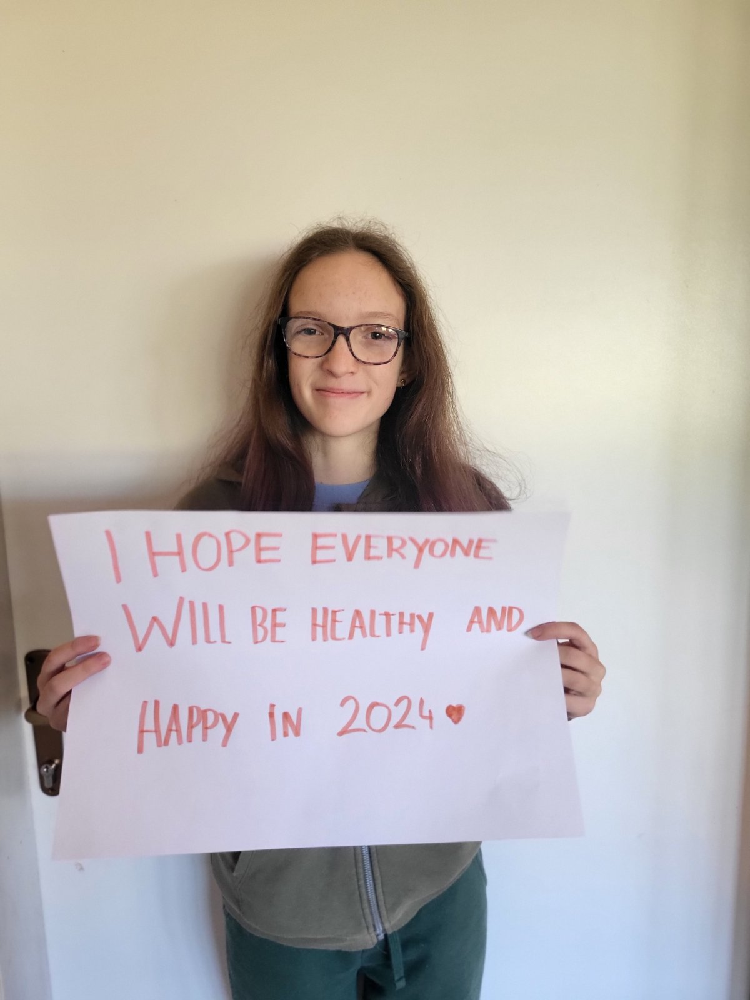 I HOPE EVERYONE
WILL BE HEALTHY AND
HAPPY IN 2024♥